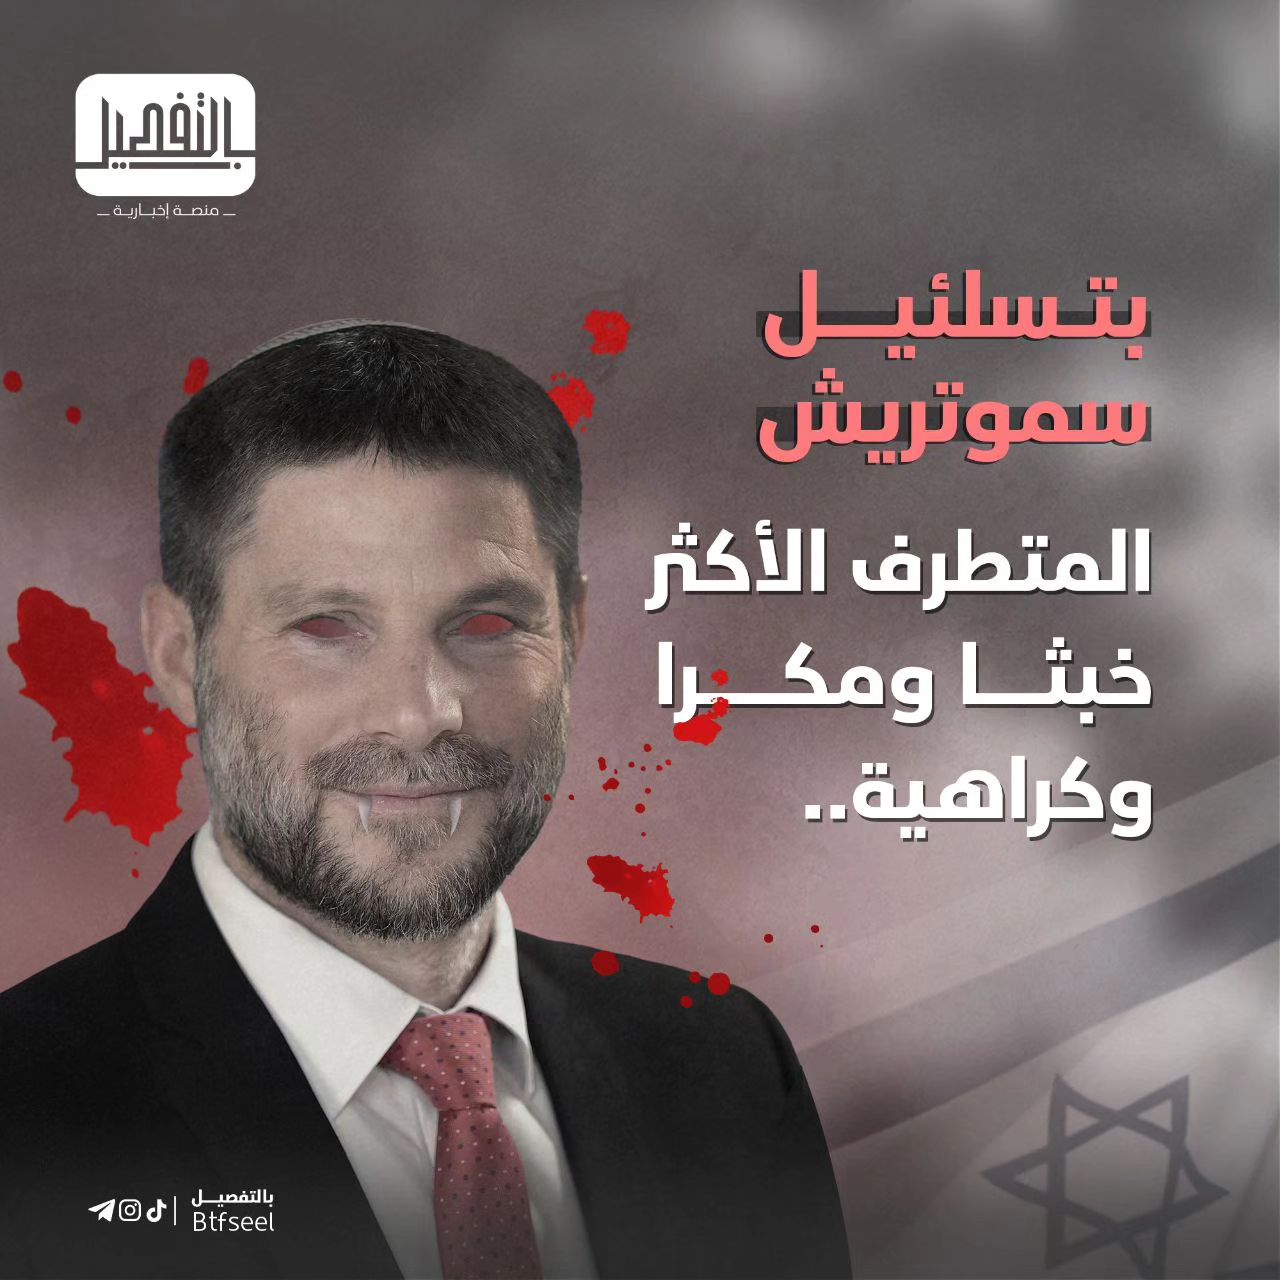 بالتفصيل
منصة إخبارية
بتسلئيل
سموتريش
المتطرف الأكثر
خبثا ومكرا
وكراهية..
بالتفصيل
Btfseel